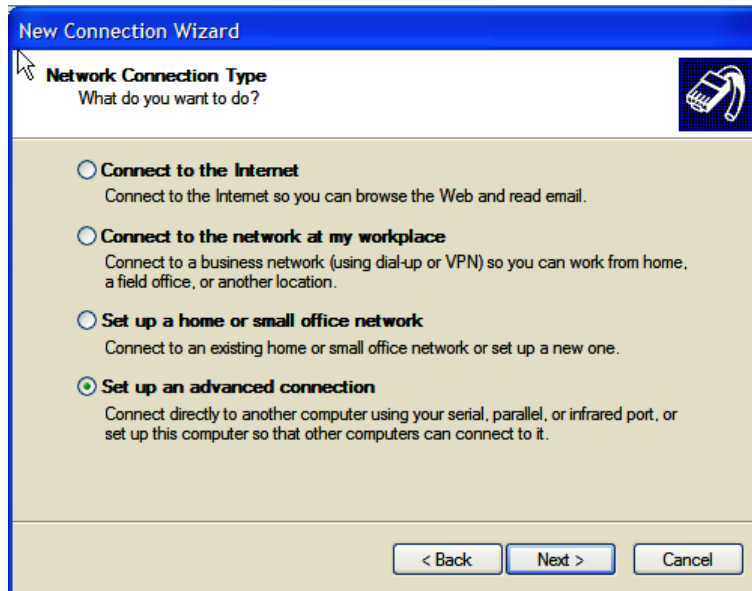 New Connection Wizard
Network Connection Type
What do you want to do?
Connect to the Internet
Connect to the Internet so you can browse the Web and read email.
Connect to the network at my workplace
Connect to a business network (using dial-up or VPN) so you can work from home,
a field office, or another location.
Set up a home or small office network
Connect to an existing home or small office network or set up a new one.
Set up an advanced connection
Connect directly to another computer using your serial, parallel, or infrared port, or
set up this computer so that other computers can connect to it.
< Back Next > Cancel